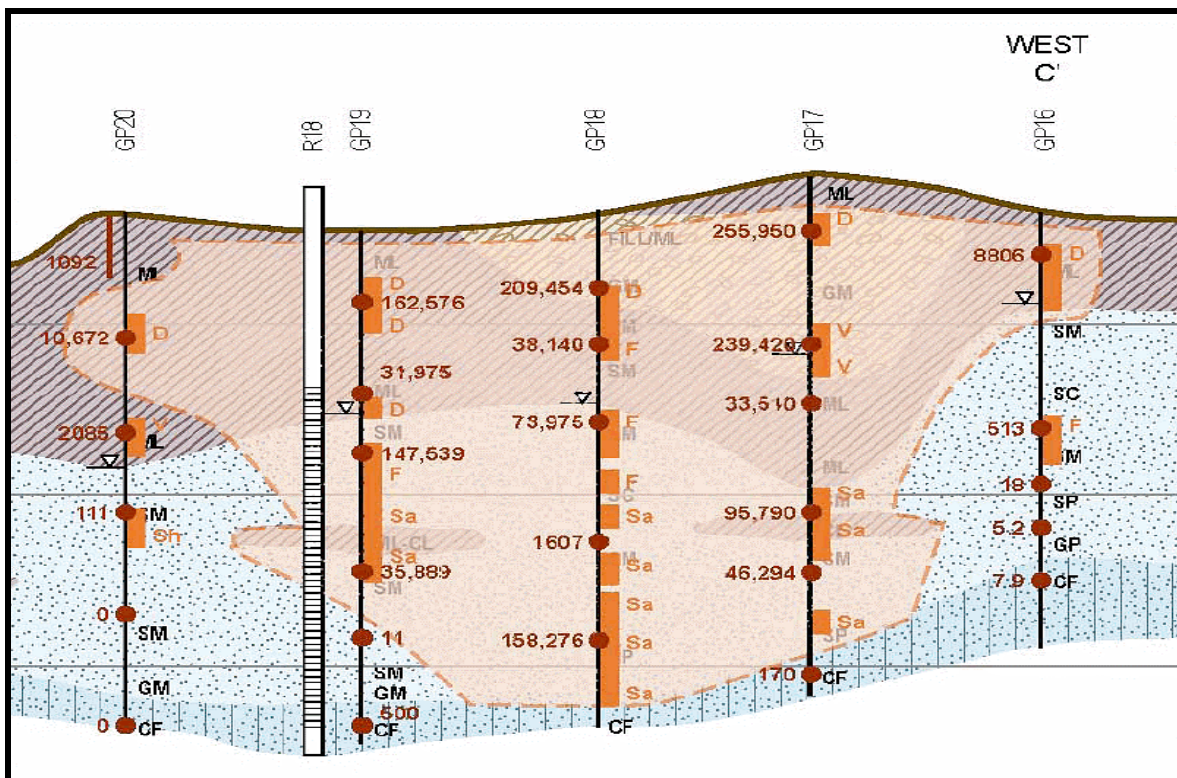 WEST
C'
GP20
R18
GP19
GP18
GP17
GP16
1092
ML
10,672
D
2085
V
ML
111
SM
Sh
0
SM
GM
0
CF
ML
D
162,576
D
31,975
ML
D
SM
147,539
F
Sa
ML-CL
Sa
35,889
SM
11
SM
GM
500
CF
FILL/ML
GM
209,454
D
38,140
F
SM
73,975
F
F
SC
Sa
1607
Sa
Sa
158,276
Sa
Sa
CF
ML
255,950
D
GM
V
V
ML
ML
Sa
SM
95,790
Sa
SM
46,294
Sa
SP
170
CF
8806
D
ML
SM
SC
513
F
18
SP
5.2
GP
7.9
CF